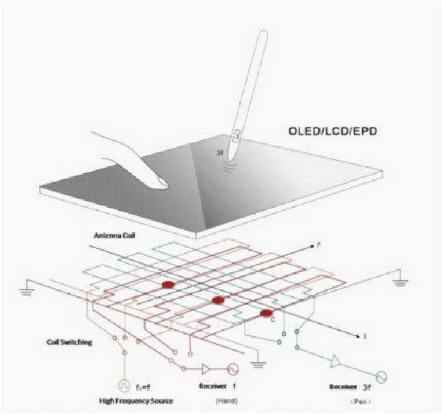 OLED/LCD/EPD
3f
Antenna Coil
Y
X
C
Coil Switching
f₀=f
High Frequency Source
Receiver f
(Hand)
Receiver 3f
(Pen)